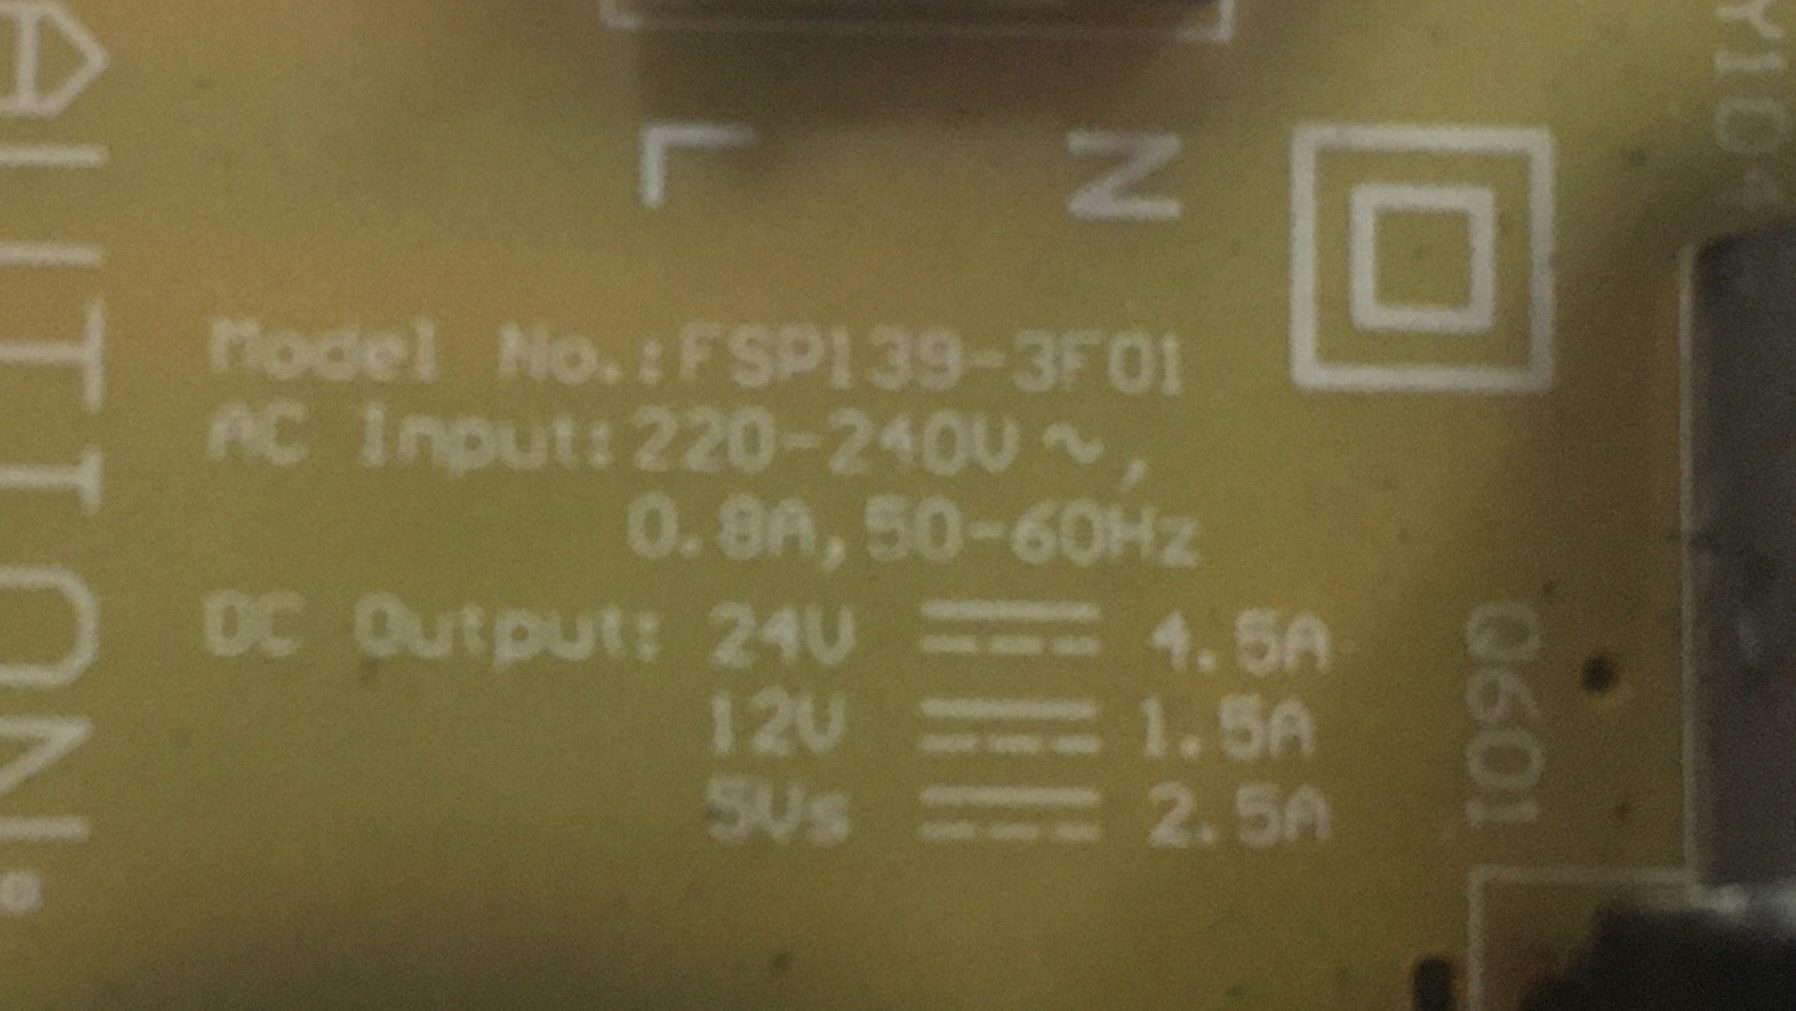 L N
Model No.:FSP139-3F01
AC Input:220-240V ~,
0.8A,50-60Hz
DC Output: 24V ⎓ 4.5A
12V ⎓ 1.5A
5Vs ⎓ 2.5A
Q601
Y104